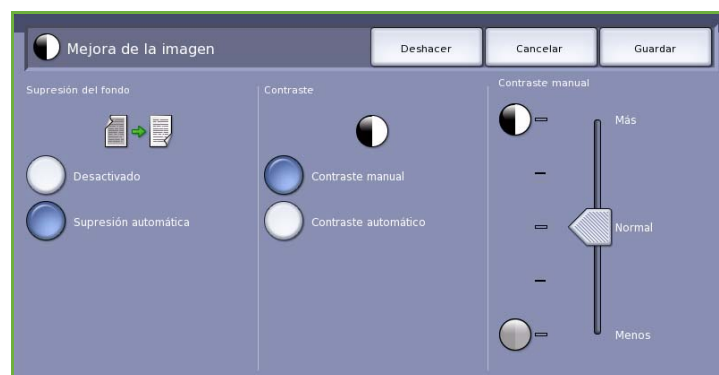 Mejora de la imagen
Deshacer
Cancelar
Guardar
Supresión del fondo
Desactivado
Supresión automática
Contraste
Contraste manual
Contraste automático
Contraste manual
Más
Normal
Menos